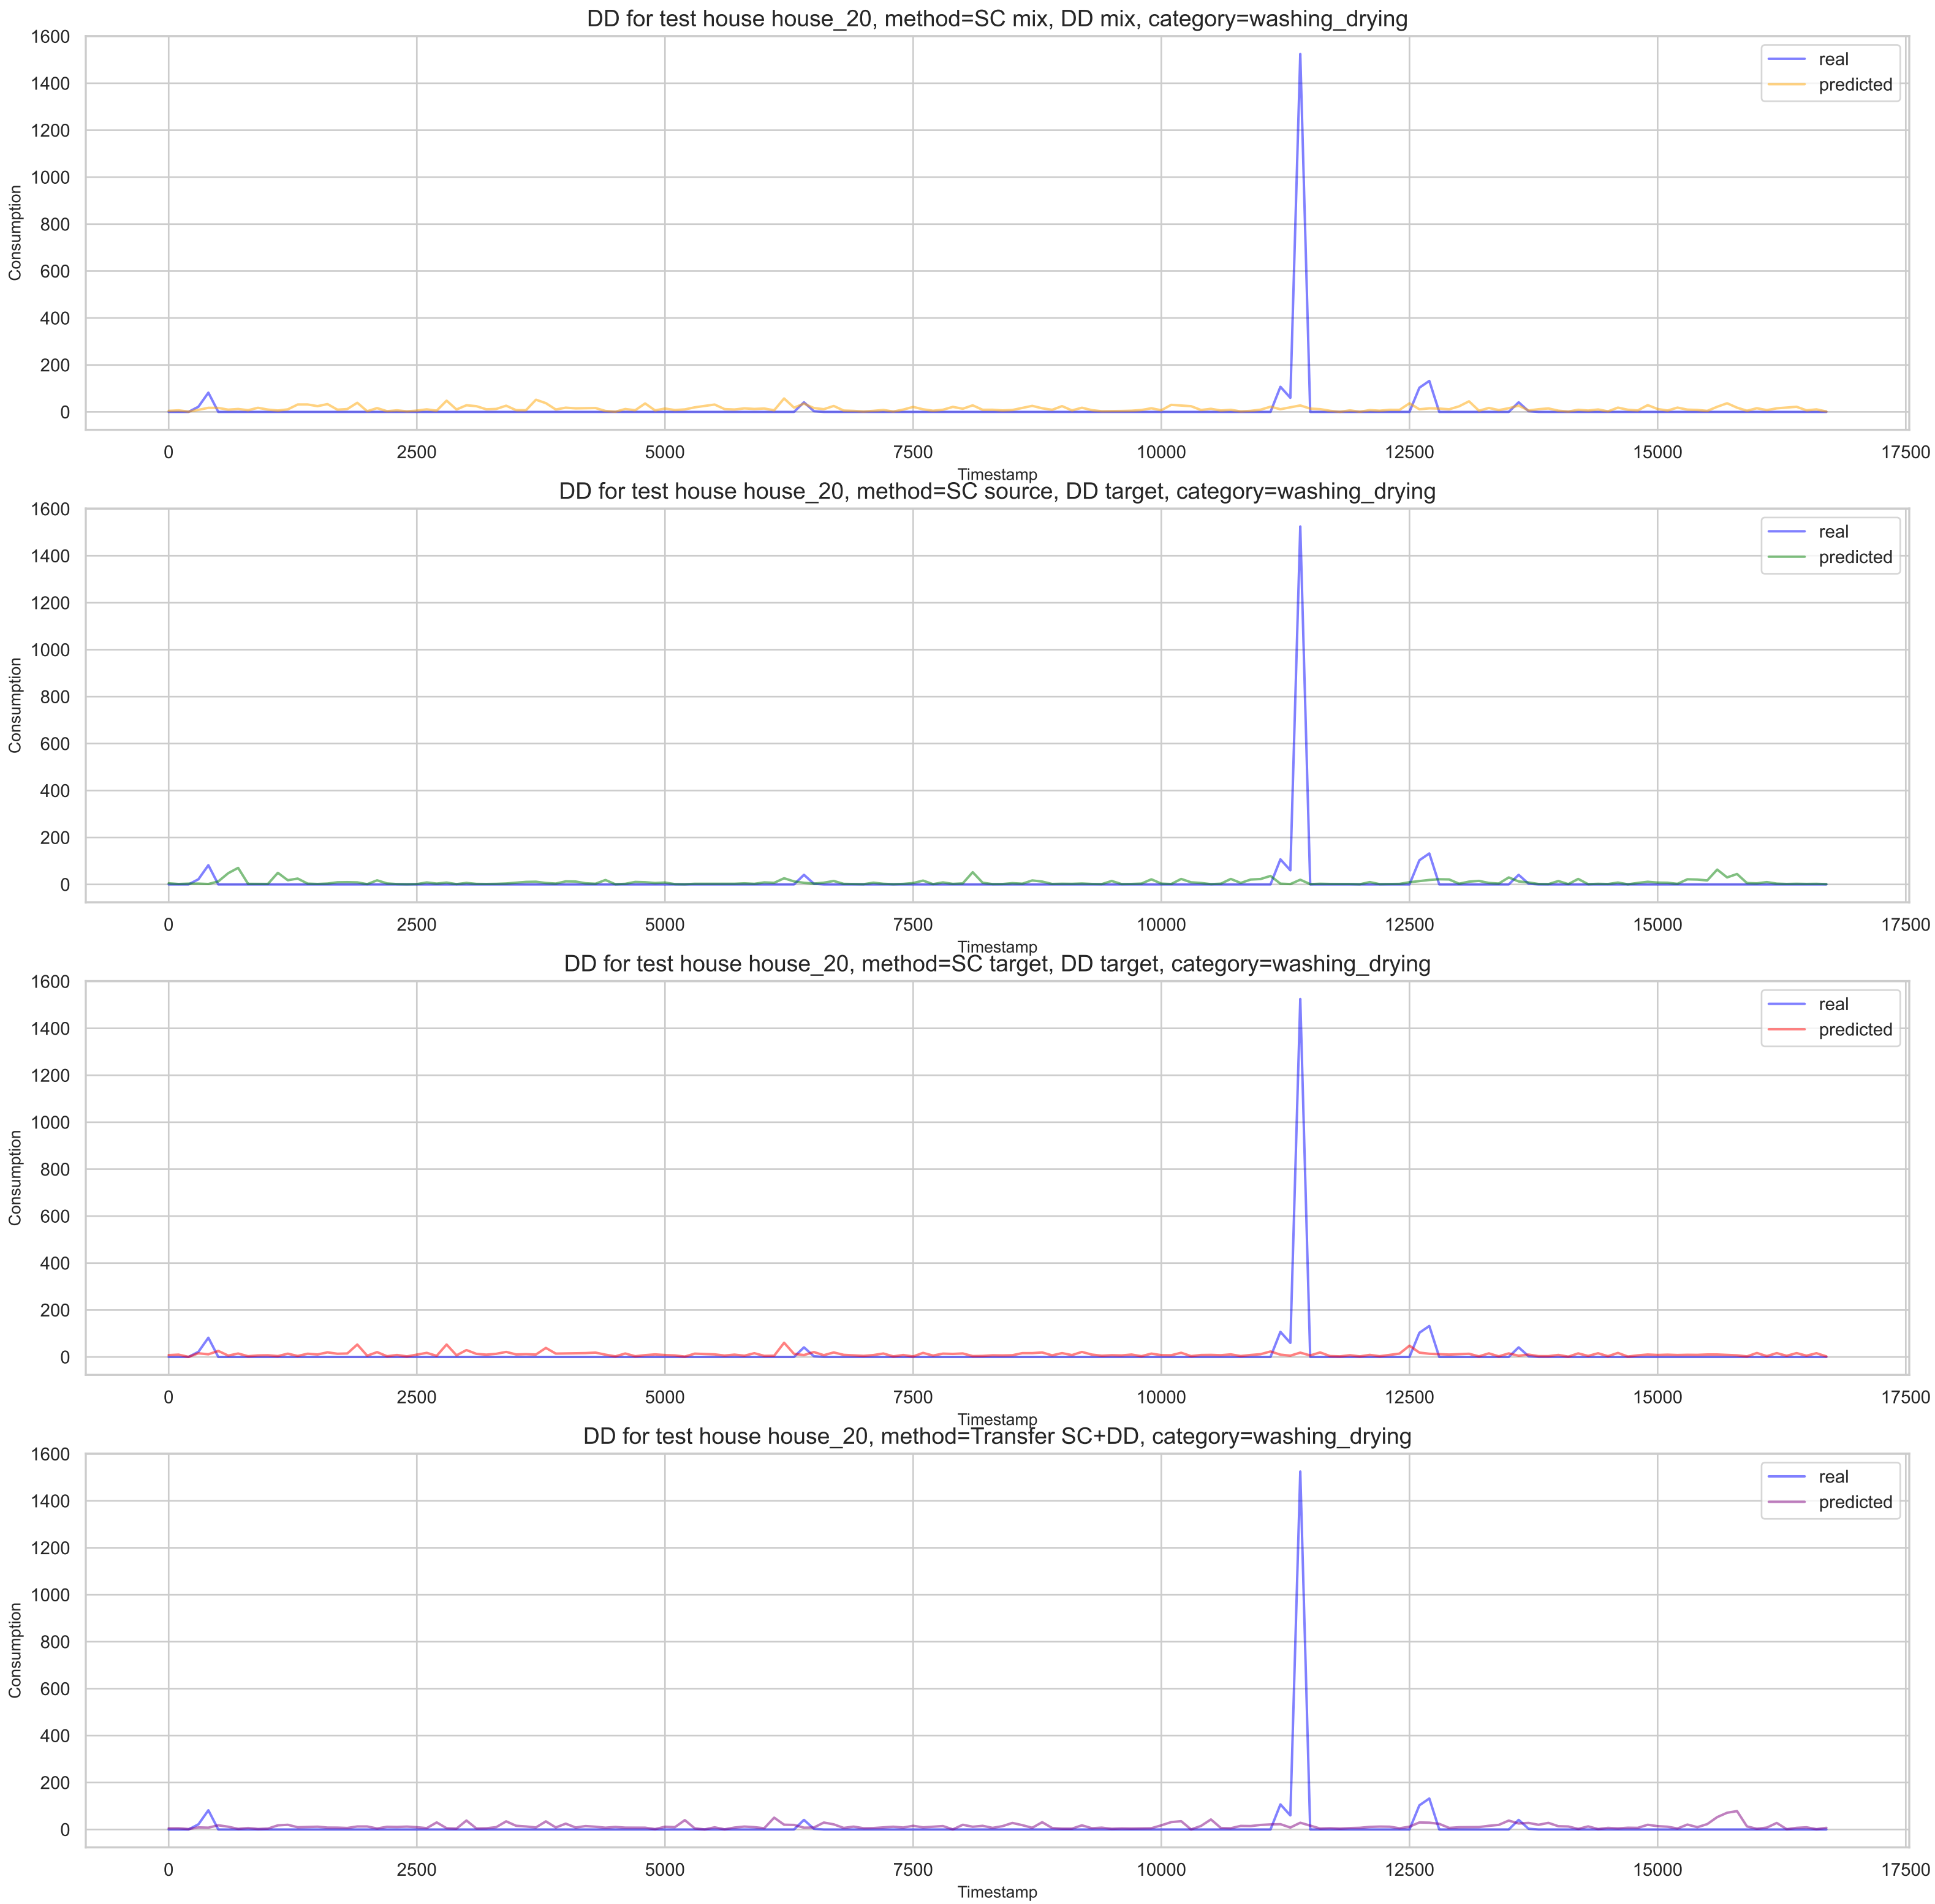 DD for test house house_20, method=SC mix, DD mix, category=washing_drying
1600
1400
1200
1000
800
600
400
200
0
Consumption
real
predicted
0 2500 5000 7500 10000 12500 15000 17500
Timestamp
DD for test house house_20, method=SC source, DD target, category=washing_drying
1600
1400
1200
1000
800
600
400
200
0
Consumption
real
predicted
0 2500 5000 7500 10000 12500 15000 17500
Timestamp
DD for test house house_20, method=SC target, DD target, category=washing_drying
1600
1400
1200
1000
800
600
400
200
0
Consumption
real
predicted
0 2500 5000 7500 10000 12500 15000 17500
Timestamp
DD for test house house_20, method=Transfer SC+DD, category=washing_drying
1600
1400
1200
1000
800
600
400
200
0
Consumption
real
predicted
0 2500 5000 7500 10000 12500 15000 17500
Timestamp